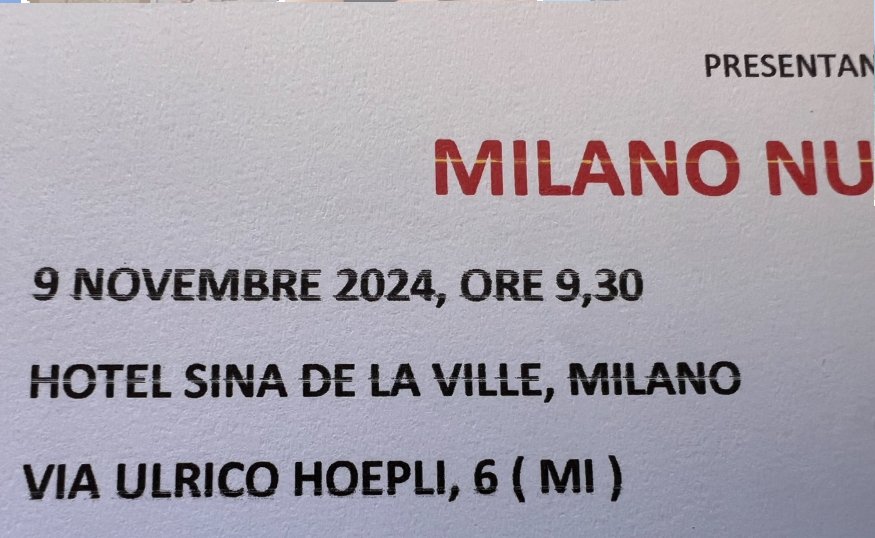 PRESENTAN
MILANO NU
9 NOVEMBRE 2024, ORE 9,30
HOTEL SINA DE LA VILLE, MILANO
VIA ULRICO HOEPLI, 6 ( MI )